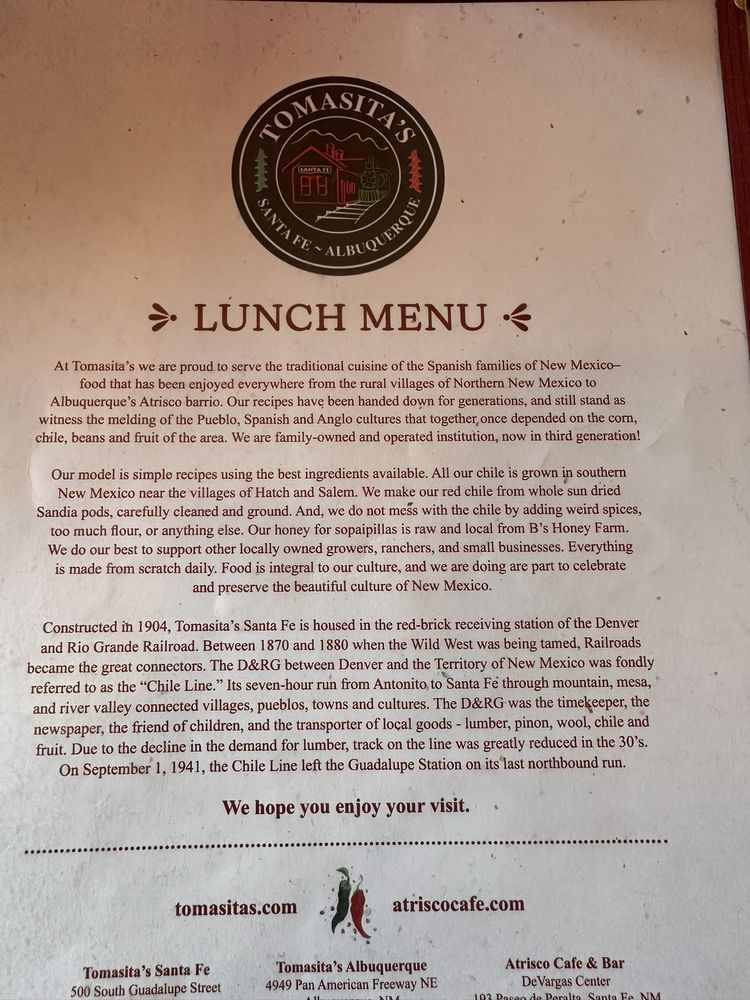 TOMASITA'S
SANTA FE
SANTA FE ~ ALBUQUERQUE
LUNCH MENU
At Tomasita's we are proud to serve the traditional cuisine of the Spanish families of New Mexico–
food that has been enjoyed everywhere from the rural villages of Northern New Mexico to
Albuquerque's Atrisco barrio. Our recipes have been handed down for generations, and still stand as
witness the melding of the Pueblo, Spanish and Anglo cultures that together once depended on the corn,
chile, beans and fruit of the area. We are family-owned and operated institution, now in third generation!
Our model is simple recipes using the best ingredients available. All our chile is grown in southern
New Mexico near the villages of Hatch and Salem. We make our red chile from whole sun dried
Sandia pods, carefully cleaned and ground. And, we do not mess with the chile by adding weird spices,
too much flour, or anything else. Our honey for sopaipillas is raw and local from B's Honey Farm.
We do our best to support other locally owned growers, ranchers, and small businesses. Everything
is made from scratch daily. Food is integral to our culture, and we are doing are part to celebrate
and preserve the beautiful culture of New Mexico.
Constructed in 1904, Tomasita's Santa Fe is housed in the red-brick receiving station of the Denver
and Rio Grande Railroad. Between 1870 and 1880 when the Wild West was being tamed, Railroads
became the great connectors. The D&RG between Denver and the Territory of New Mexico was fondly
referred to as the “Chile Line.” Its seven-hour run from Antonito to Santa Fe through mountain, mesa,
and river valley connected villages, pueblos, towns and cultures. The D&RG was the timekeeper, the
newspaper, the friend of children, and the transporter of local goods - lumber, pinon, wool, chile and
fruit. Due to the decline in the demand for lumber, track on the line was greatly reduced in the 30's.
On September 1, 1941, the Chile Line left the Guadalupe Station on its last northbound run.
We hope you enjoy your visit.
tomasitas.com atriscocafe.com
Tomasita's Santa Fe
500 South Guadalupe Street
Tomasita's Albuquerque
4949 Pan American Freeway NE
Albuquerque, NM
Atrisco Cafe & Bar
DeVargas Center
193 Paseo de Peralta, Santa Fe, NM